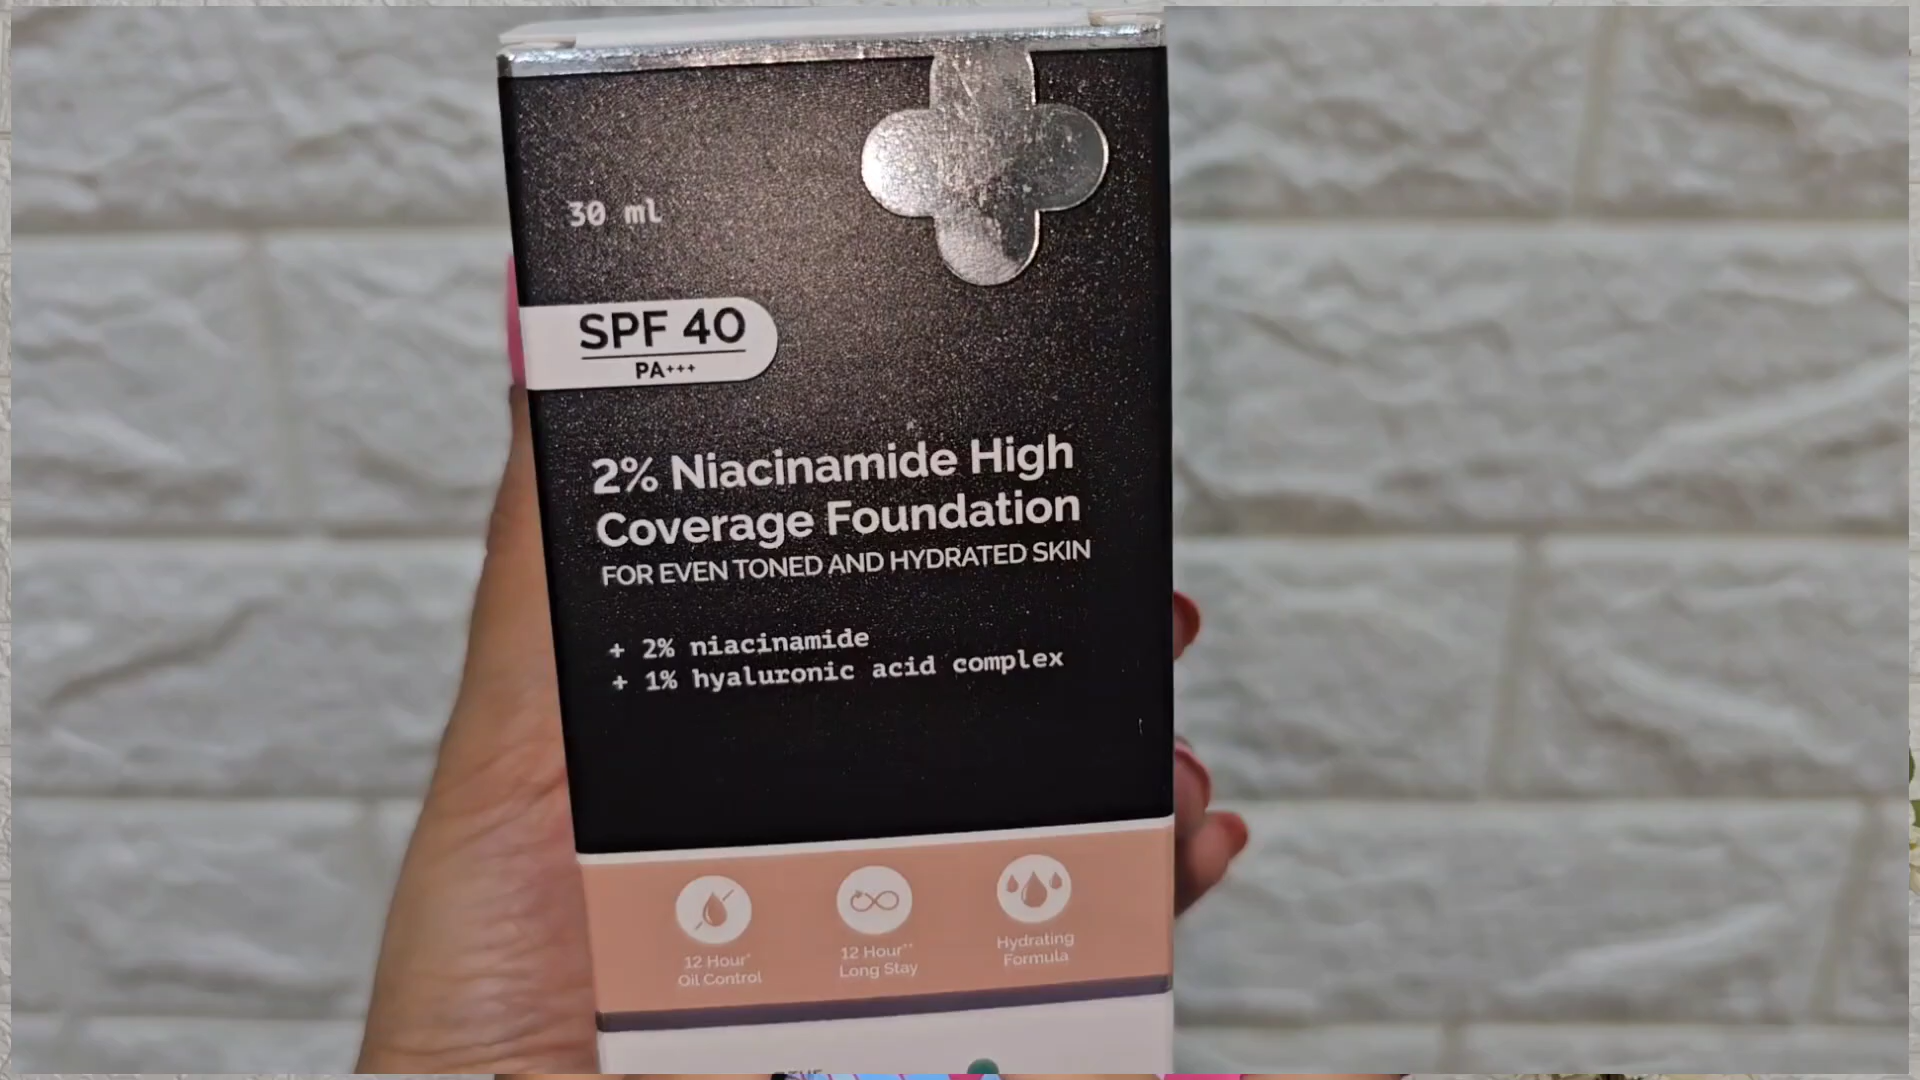 30 ml
SPF 40
PA+++
2% Niacinamide High
Coverage Foundation
FOR EVEN TONED AND HYDRATED SKIN
+ 2% niacinamide
+ 1% hyaluronic acid complex
12 Hour*
Oil Control
12 Hour**
Long Stay
Hydrating
Formula